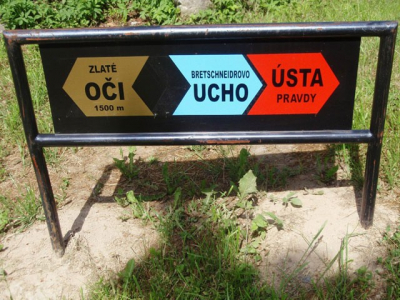 ZLATÉ
OČI
1500 m
BRETSCHNEIDROVO
UCHO
ÚSTA
PRAVDY